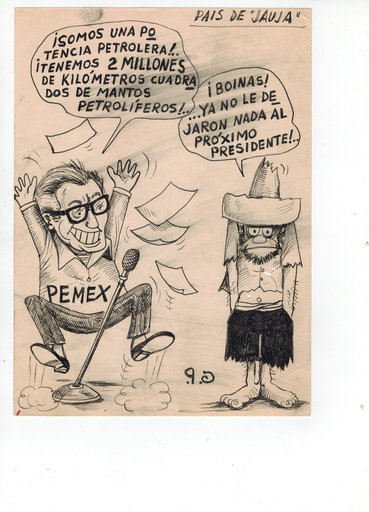 PAIS DE "JAUJA"
¡SOMOS UNA PO
TENCIA PETROLERA!..
¡TENEMOS 2 MILLONES
DE KILÓMETROS CUADRA
DOS DE MANTOS
PETROLÍFEROS!..
¡BOINAS!
...YA NO LE DE
JARON NADA AL
PRÓXIMO
PRESIDENTE!..
PEMEX